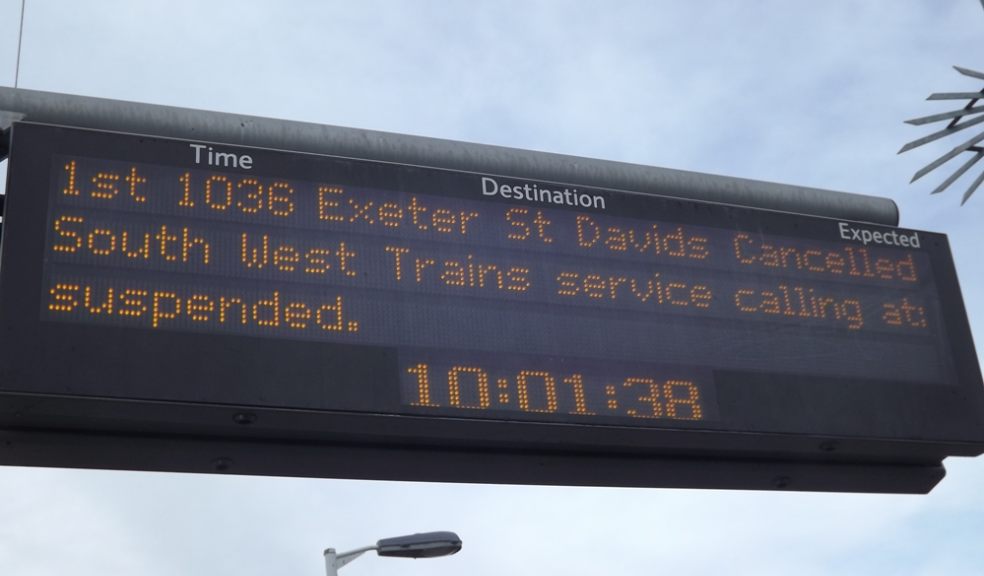 Time Destination Expected
1st 1036 Exeter St Davids Cancelled
South West Trains service calling at:
suspended.
10:01:38